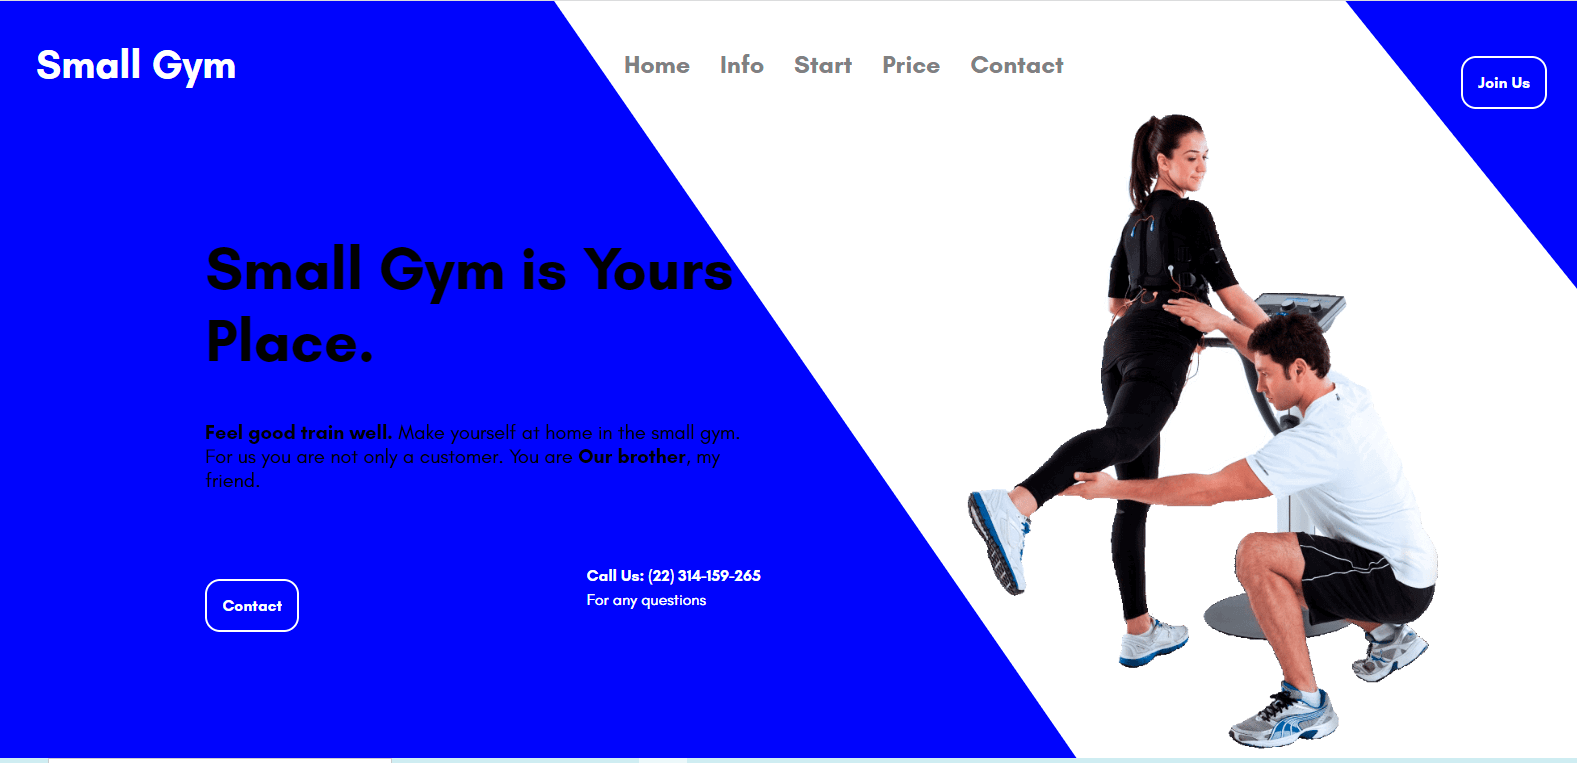 Small Gym
Home Info Start Price Contact
Join Us
Small Gym is Yours
Place.
Feel good train well. Make yourself at home in the small gym.
For us you are not only a customer. You are Our brother, my
friend.
Call Us: (22) 314-159-265
For any questions
Contact